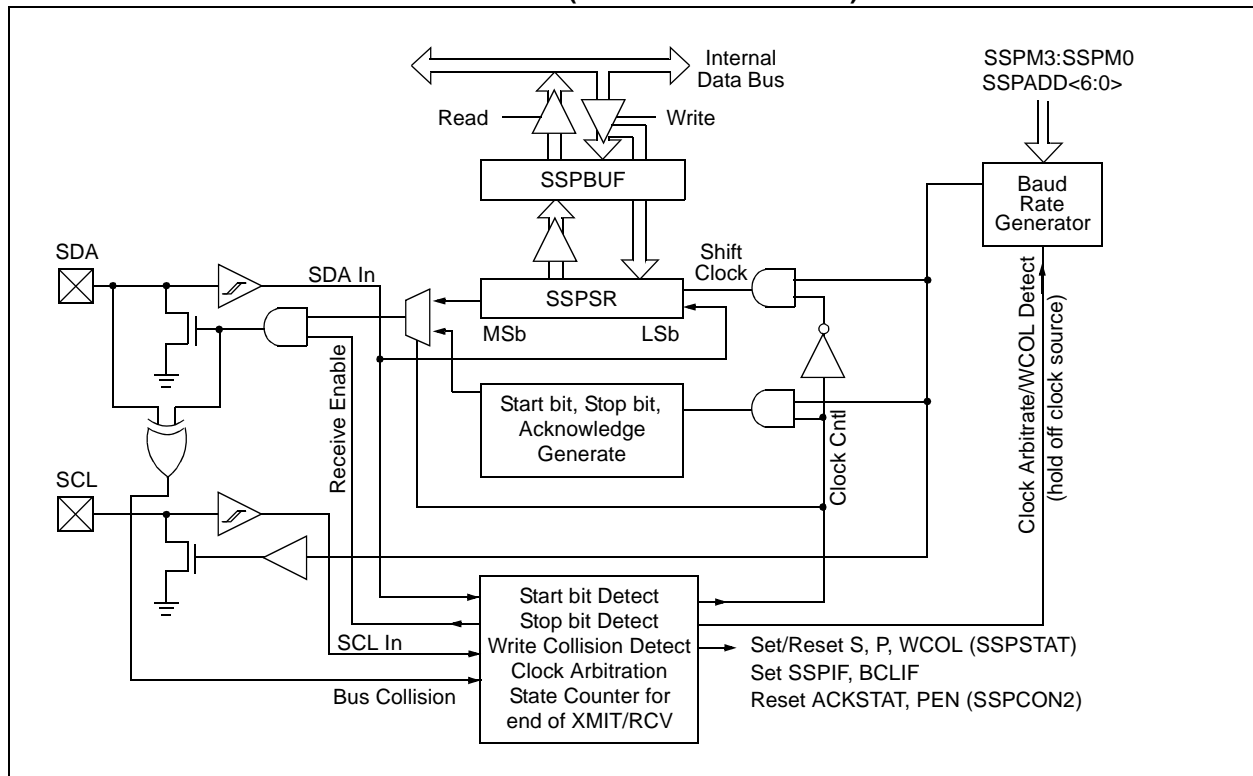 Internal
Data Bus
SSPM3:SSPM0
SSPADD<6:0>
Read
Write
SSPBUF
Baud
Rate
Generator
SDA
SDA In
Shift
Clock
SSPSR
MSb
LSb
Receive Enable
Start bit, Stop bit,
Acknowledge
Generate
Clock Cntl
Clock Arbitrate/WCOL Detect
(hold off clock source)
SCL
SCL In
Bus Collision
Start bit Detect
Stop bit Detect
Write Collision Detect
Clock Arbitration
State Counter for
end of XMIT/RCV
Set/Reset S, P, WCOL (SSPSTAT)
Set SSPIF, BCLIF
Reset ACKSTAT, PEN (SSPCON2)